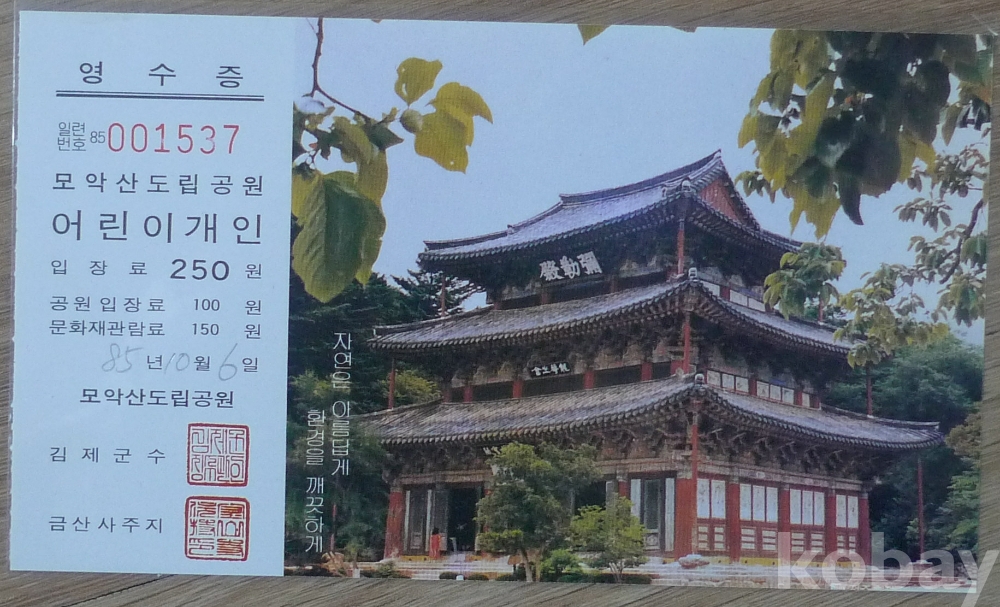 영 수 증
일련번호 85 001537
모악산도립공원
어린이개인
입 장 료 250 원
공원입장료 100 원
문화재관람료 150 원
85 년 10 월 6 일
모악산도립공원
김 제 군 수
금산사주지
자연은 아름답게
환경을 깨끗하게
殿勒彌
kobay